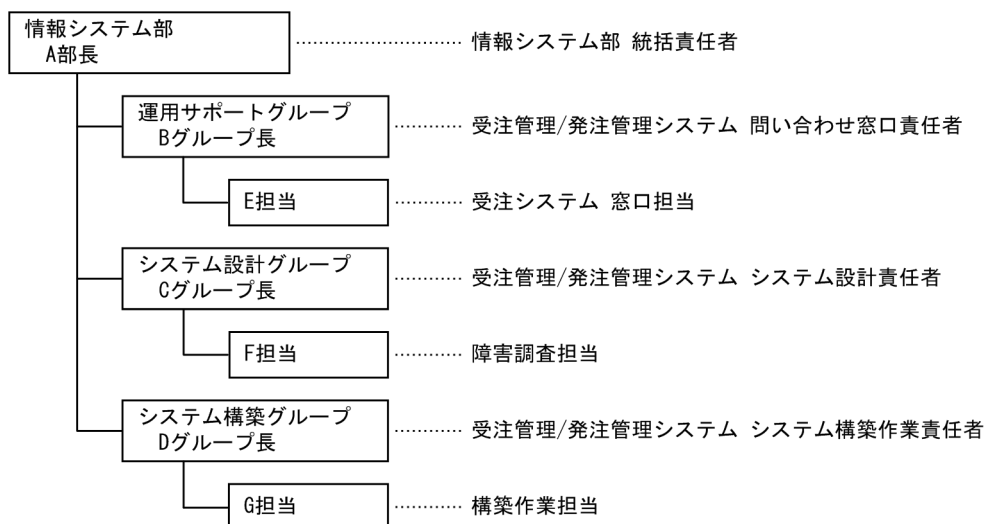 情報システム部
A部長
情報システム部 統括責任者
運用サポートグループ
Bグループ長
受注管理/発注管理システム 問い合わせ窓口責任者
E担当
受注システム 窓口担当
システム設計グループ
Cグループ長
受注管理/発注管理システム システム設計責任者
F担当
障害調査担当
システム構築グループ
Dグループ長
受注管理/発注管理システム システム構築作業責任者
G担当
構築作業担当